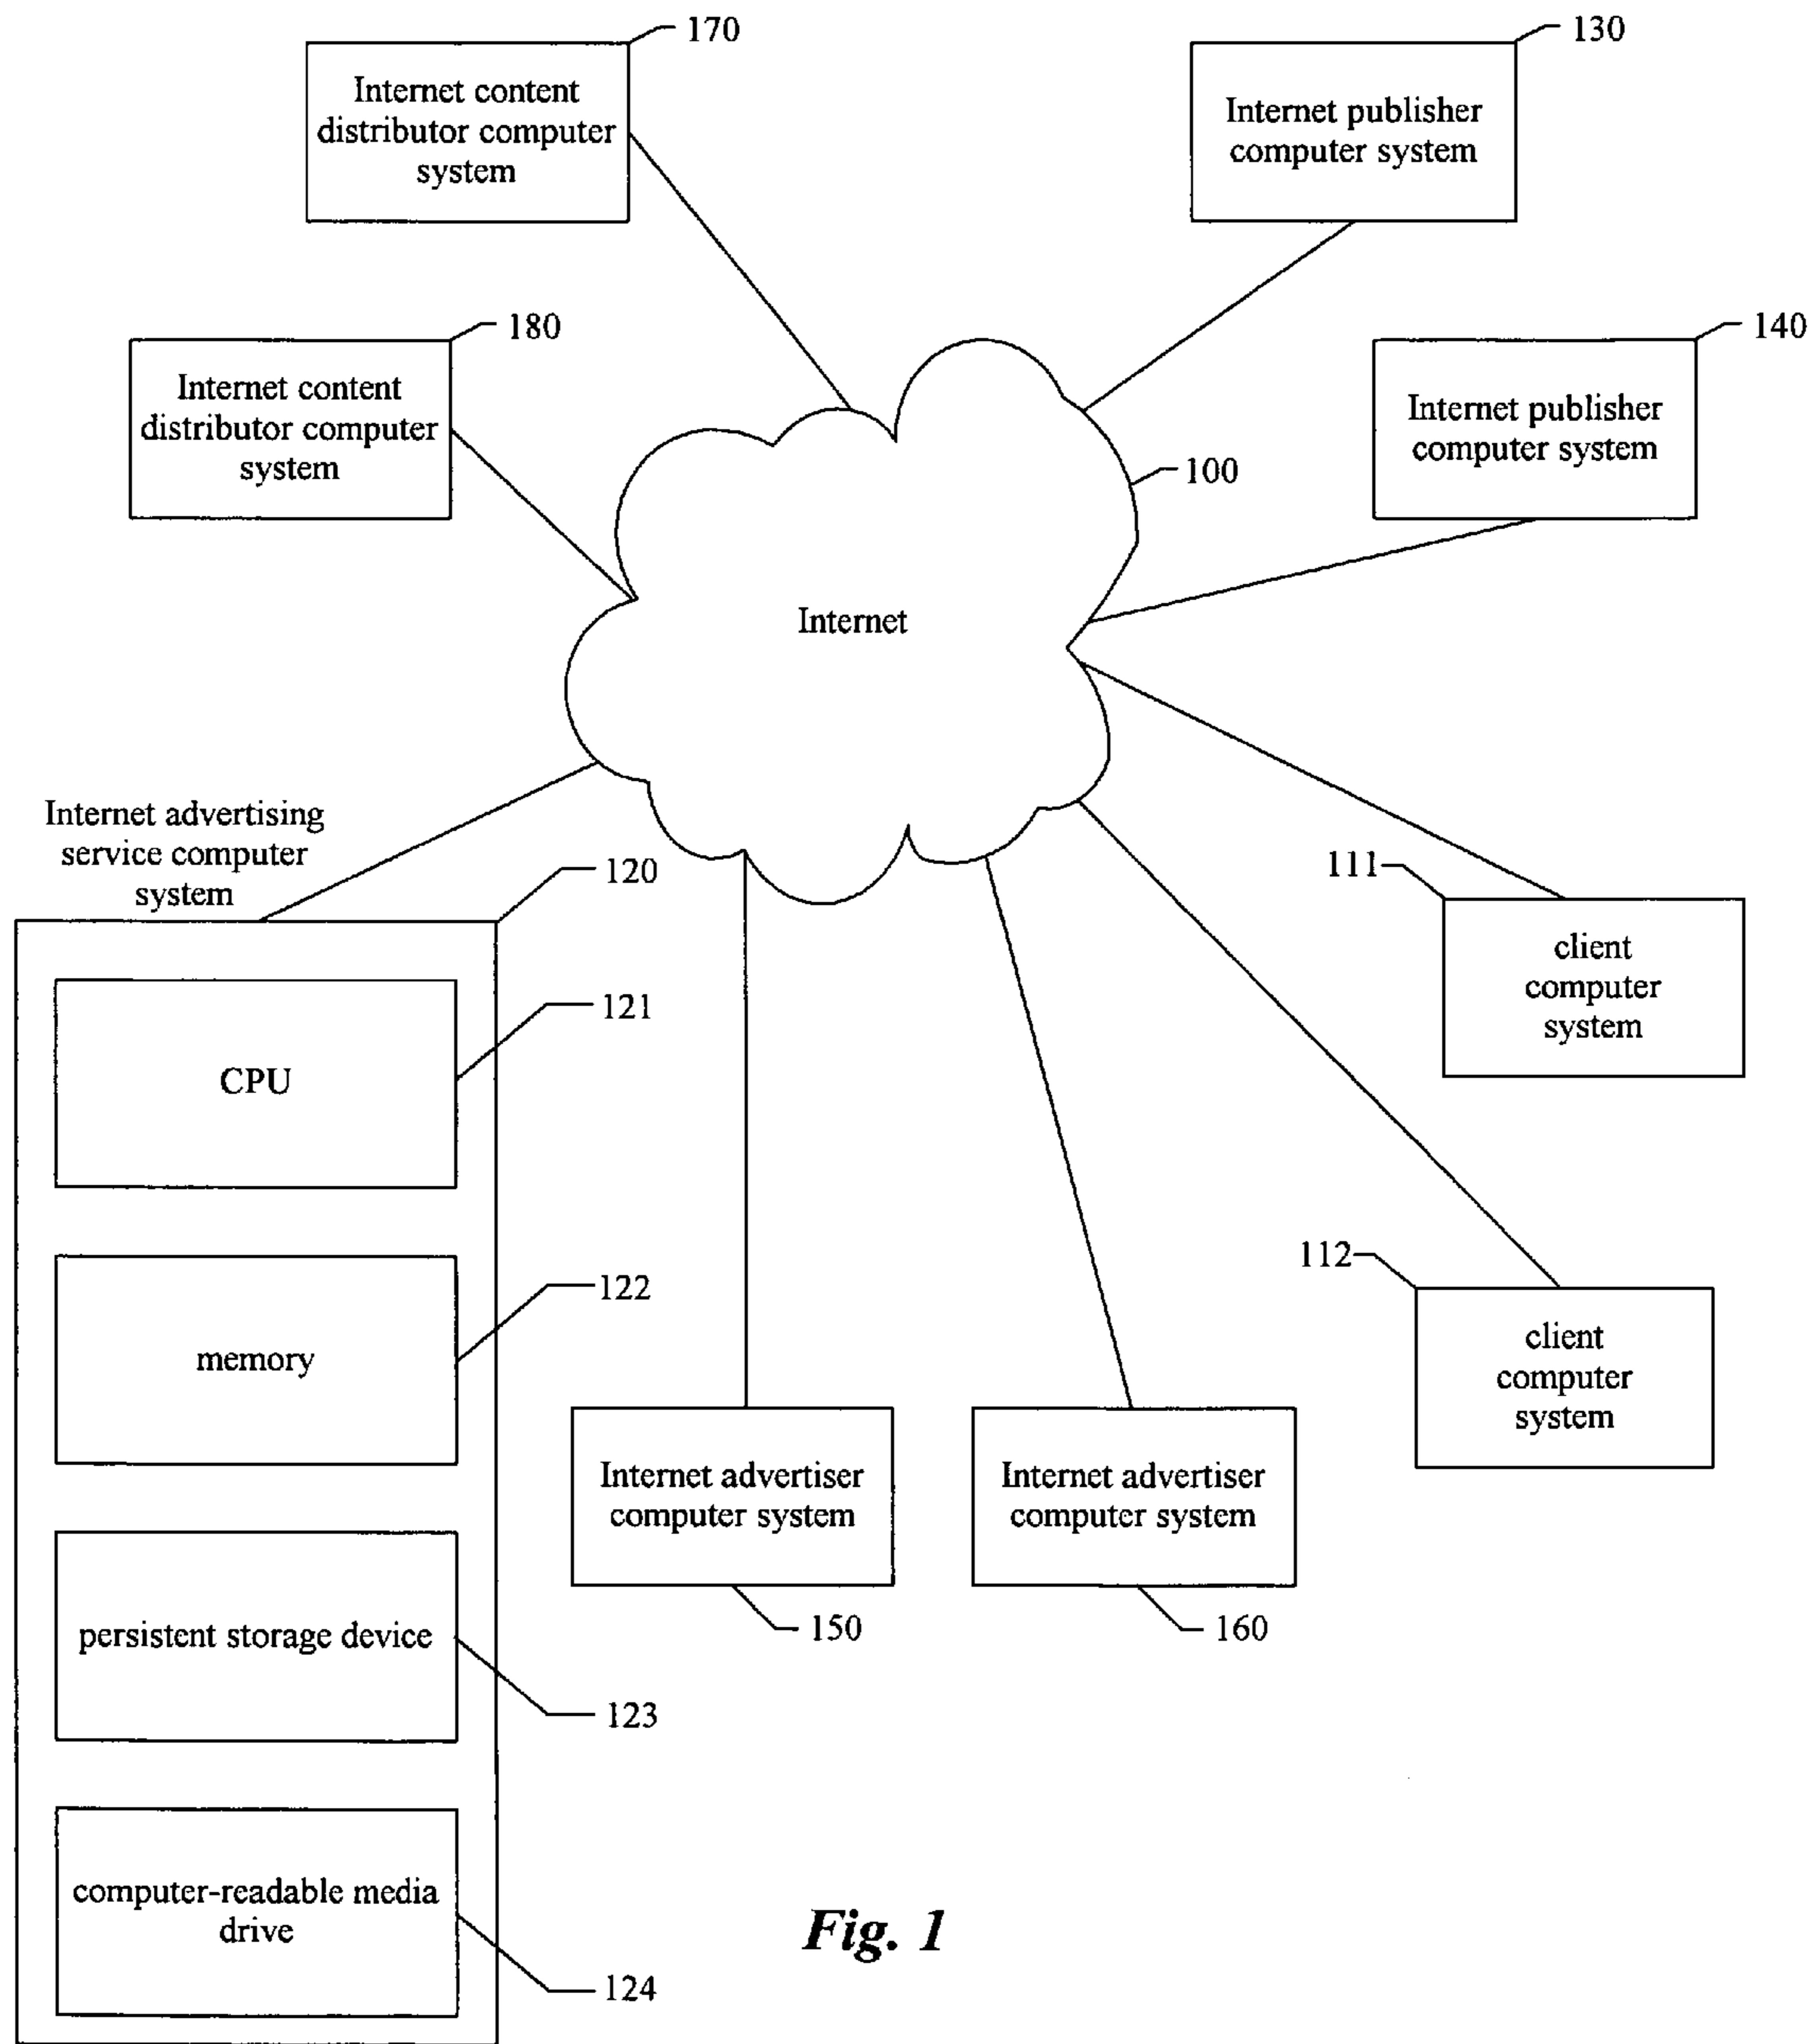 170
Internet content
distributor computer
system
130
Internet publisher
computer system
180
Internet content
distributor computer
system
140
Internet publisher
computer system
100
Internet
Internet advertising
service computer
system
120
CPU
121
memory
122
persistent storage device
123
computer-readable media
drive
124
111
client
computer
system
112
client
computer
system
Internet advertiser
computer system
150
Internet advertiser
computer system
160
Fig. 1